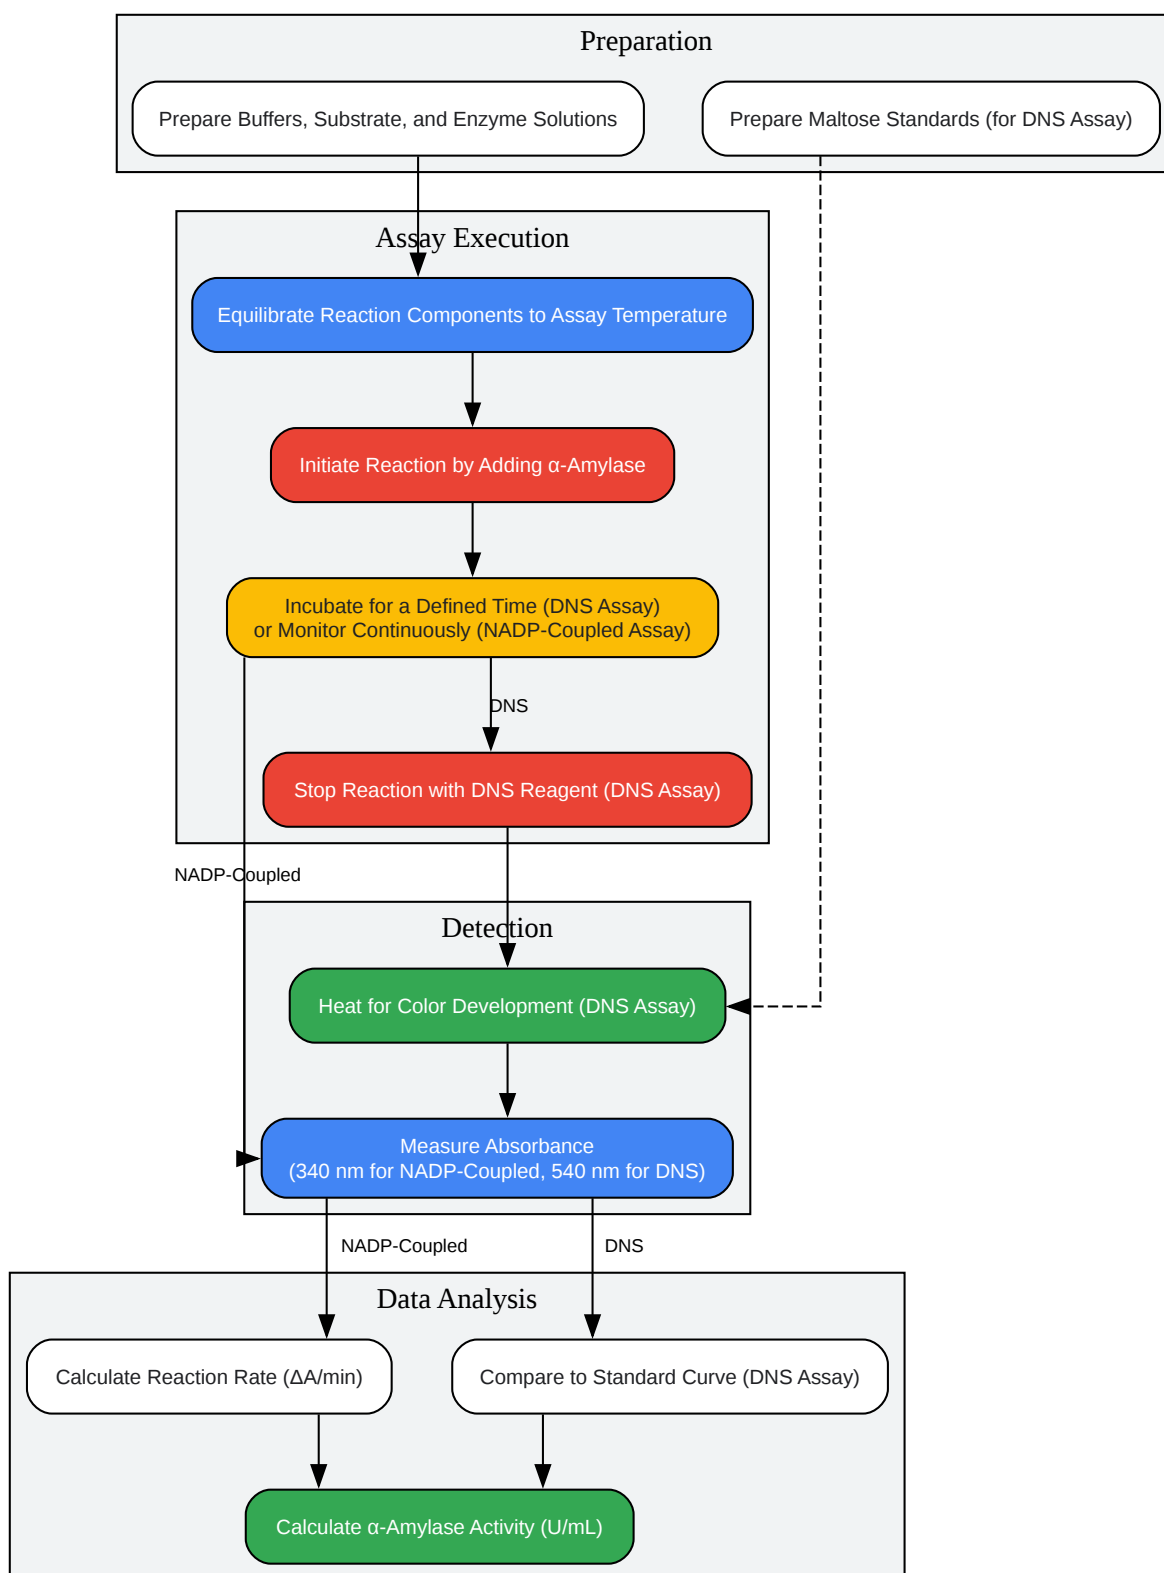 Preparation
Prepare Buffers, Substrate, and Enzyme Solutions
Prepare Maltose Standards (for DNS Assay)
Assay Execution
Equilibrate Reaction Components to Assay Temperature
Initiate Reaction by Adding α-Amylase
Incubate for a Defined Time (DNS Assay)
or Monitor Continuously (NADP-Coupled Assay)
DNS
Stop Reaction with DNS Reagent (DNS Assay)
NADP-Coupled
Detection
Heat for Color Development (DNS Assay)
Measure Absorbance
(340 nm for NADP-Coupled, 540 nm for DNS)
NADP-Coupled
DNS
Data Analysis
Calculate Reaction Rate (ΔA/min)
Compare to Standard Curve (DNS Assay)
Calculate α-Amylase Activity (U/mL)